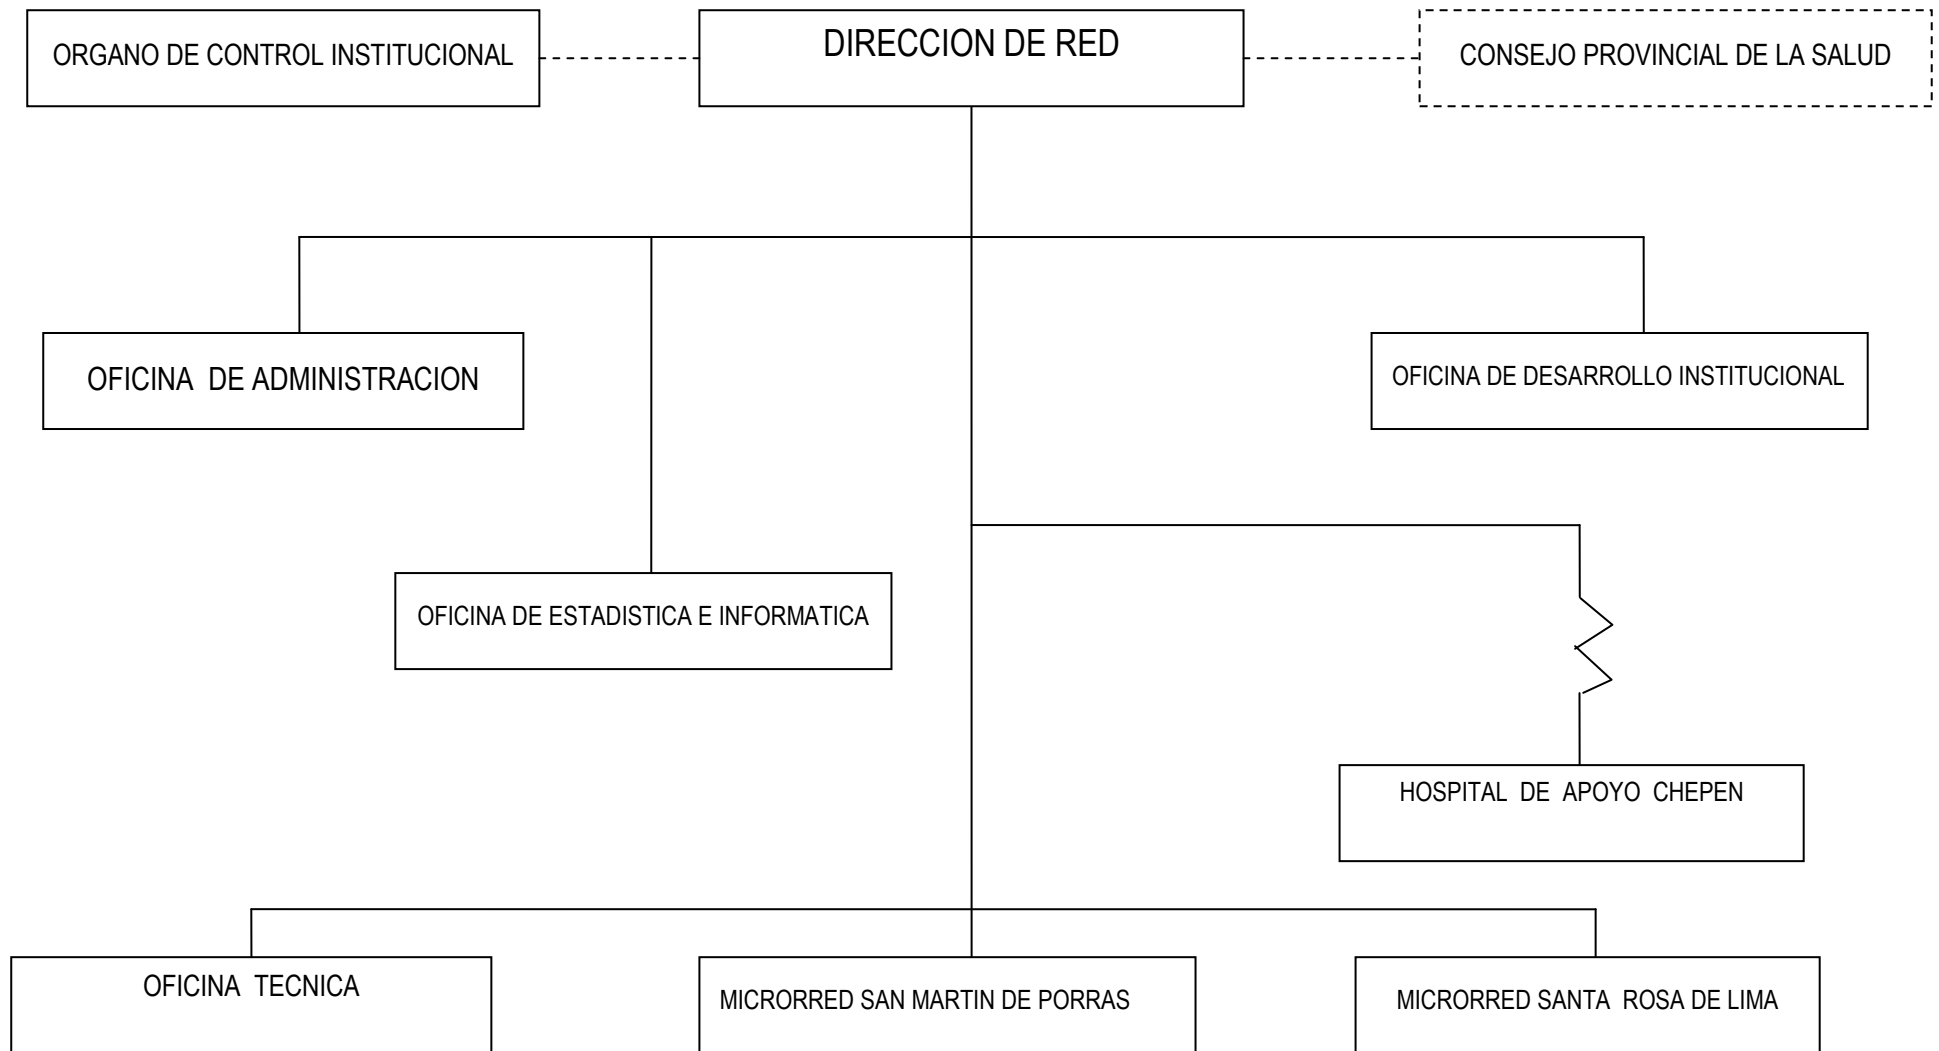 ORGANO DE CONTROL INSTITUCIONAL
DIRECCION DE RED
CONSEJO PROVINCIAL DE LA SALUD
OFICINA DE ADMINISTRACION
OFICINA DE DESARROLLO INSTITUCIONAL
OFICINA DE ESTADISTICA E INFORMATICA
HOSPITAL DE APOYO CHEPEN
OFICINA TECNICA
MICRORRED SAN MARTIN DE PORRAS
MICRORRED SANTA ROSA DE LIMA